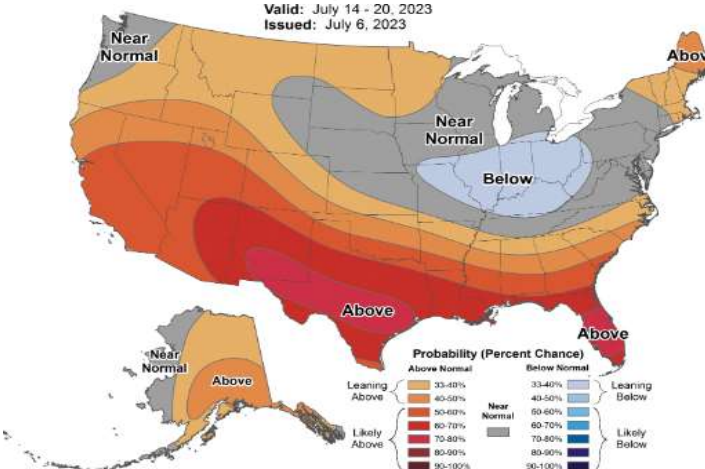 Valid: July 14 - 20, 2023
Issued: July 6, 2023
Near
Normal
Above
Near
Normal
Below
Above
Above
Near
Normal
Above
Probability (Percent Chance)
Above Normal
Below Normal
Leaning
Above
33-40%
40-50%
Likely
Above
50-60%
60-70%
70-80%
80-90%
90-100%
Near
Normal
33-40%
40-50%
50-60%
60-70%
70-80%
80-90%
90-100%
Leaning
Below
Likely
Below